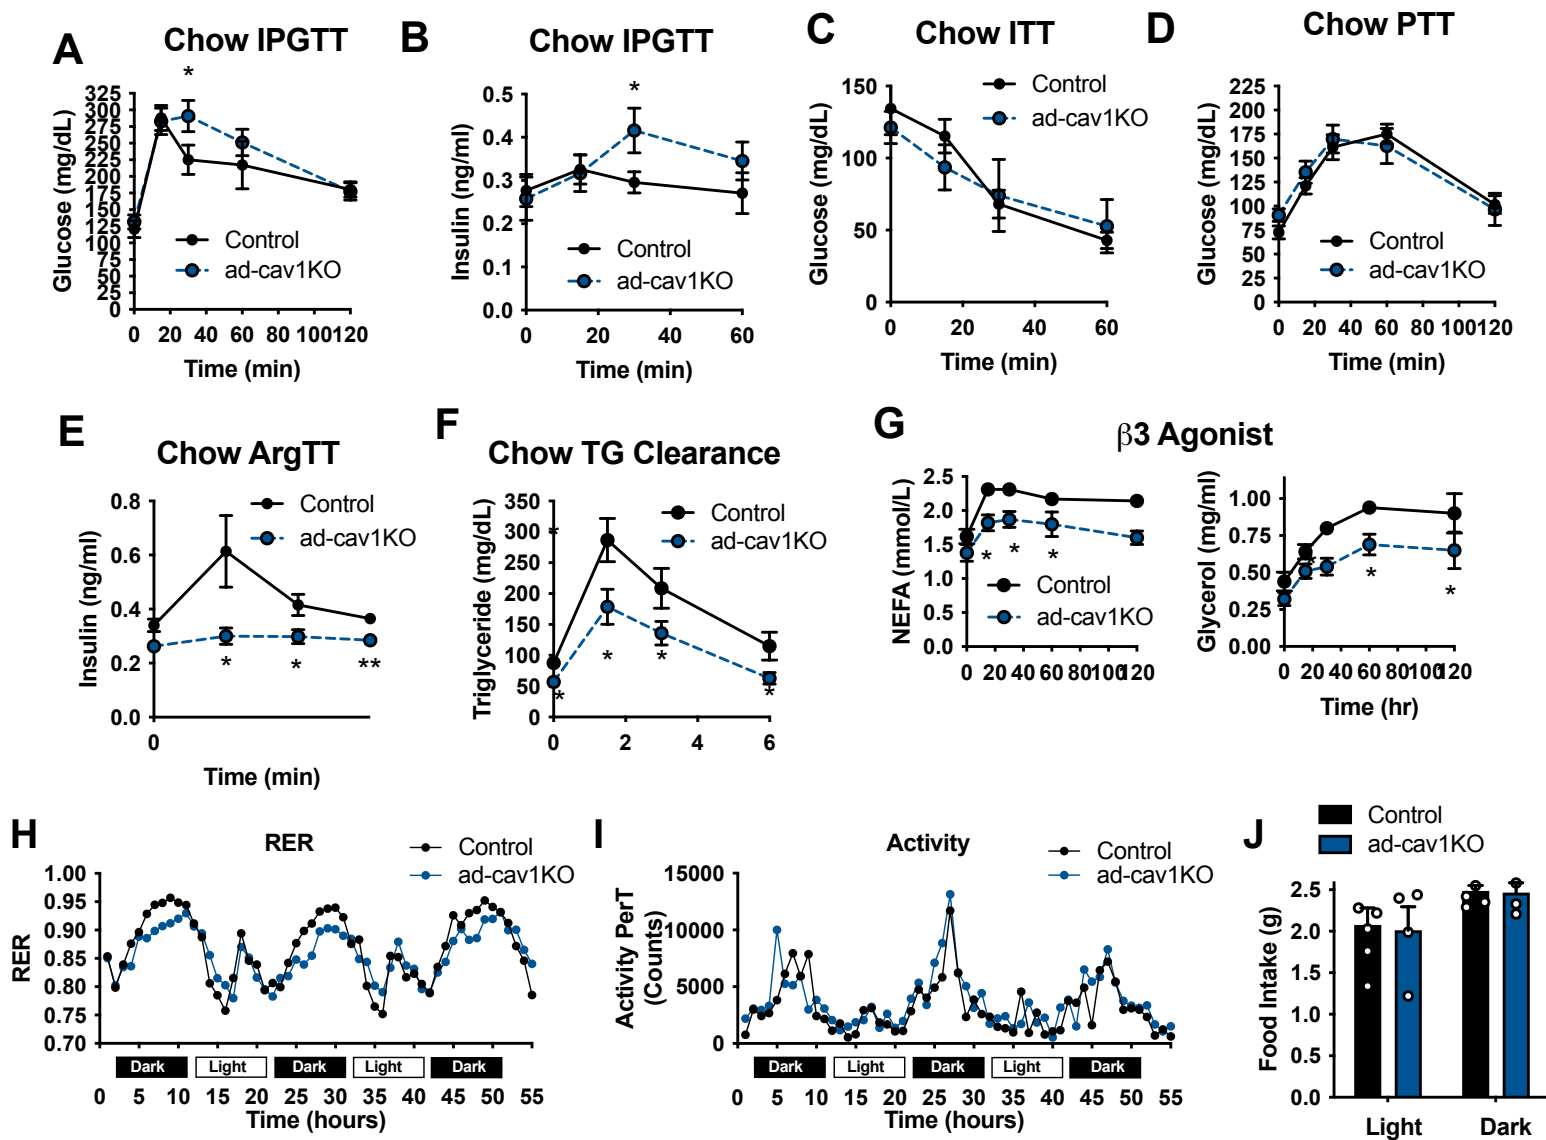 A
Chow IPGTT
*
Glucose (mg/dL)
325
300
275
250
225
200
175
150
125
100
75
50
25
0
Control
ad-cav1KO
0 20 40 60 80 100120
Time (min)
B
Chow IPGTT
*
Insulin (ng/ml)
0.5
0.4
0.3
0.2
0.1
0.0
Control
ad-cav1KO
0 20 40 60
Time (min)
C
Chow ITT
Control
ad-cav1KO
Glucose (mg/dL)
150
100
50
0
0 20 40 60
Time (min)
D
Chow PTT
Glucose (mg/dL)
225
200
175
150
125
100
75
50
25
0
Control
ad-cav1KO
0 20 40 60 80 100120
Time (min)
E
Chow ArgTT
Control
ad-cav1KO
Insulin (ng/ml)
0.8
0.6
0.4
0.2
0.0
* * **
0
Time (min)
F
Chow TG Clearance
Control
ad-cav1KO
Triglyceride (mg/dL)
350
300
250
200
150
100
50
0
* * * *
0 2 4 6
G
β3 Agonist
NEFA (mmol/L)
2.5
2.0
1.5
1.0
0.5
0.0
* * *
Control
ad-cav1KO
0 20 40 60 80 100 120
Glycerol (mg/ml)
1.00
0.75
0.50
0.25
0.00
* * *
0 20 40 60 80 100 120
Time (hr)
H
RER
Control
ad-cav1KO
RER
1.00
0.95
0.90
0.85
0.80
0.75
0.70
Dark Light Dark Light Dark
0 5 10 15 20 25 30 35 40 45 50 55
Time (hours)
I
Activity
Control
ad-cav1KO
Activity PerT
(Counts)
15000
10000
5000
0
Dark Light Dark Light Dark
0 5 10 15 20 25 30 35 40 45 50 55
Time (hours)
J
Control
ad-cav1KO
Food Intake (g)
2.5
2.0
1.5
1.0
0.5
0.0
Light Dark